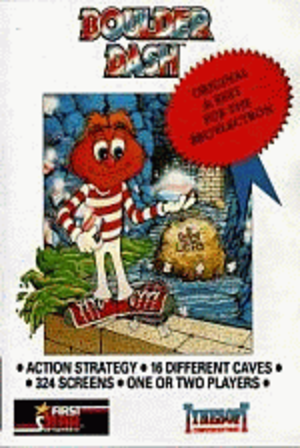 BOULDER
DASH
ORIGINAL
& BEST
FOR THE
BBC/ELECTRON
• ACTION STRATEGY • 16 DIFFERENT CAVES •
• 324 SCREENS • ONE OR TWO PLAYERS •
FIRST
STAR
TYNESOFT